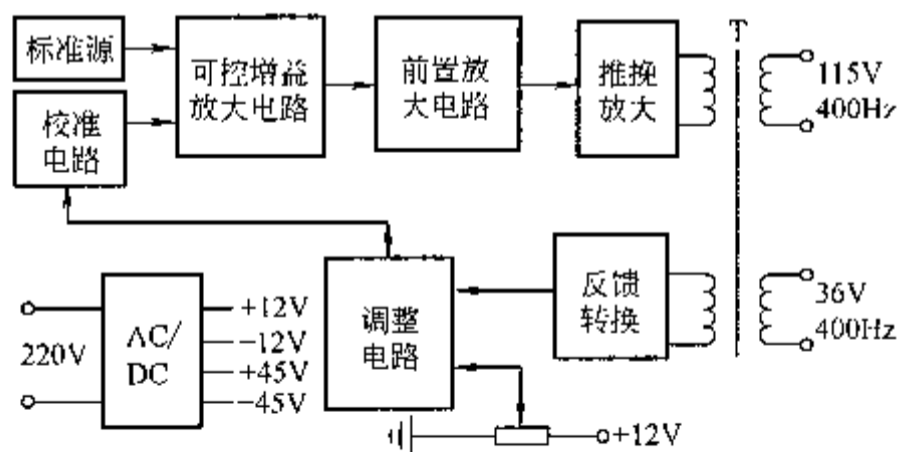 标准源
可控增益
放大电路
前置放
大电路
推挽
放大
115V
400Hz
校准
电路
调整
电路
反馈
转换
36V
400Hz
220V
AC/
DC
+12V
-12V
+45V
-45V
+12V